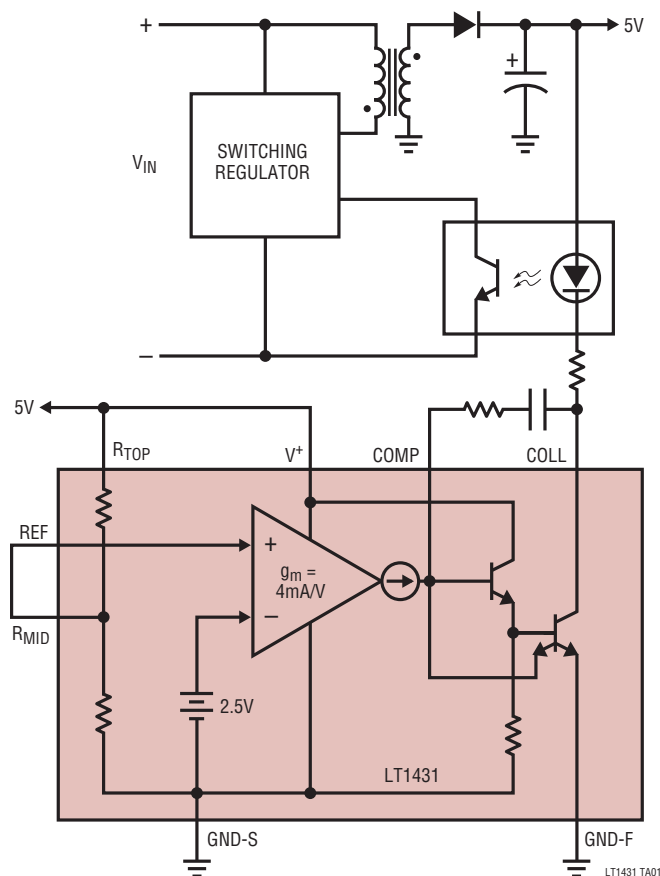 +
5V
+
SWITCHING
REGULATOR
VIN
–
5V
RTOP
V+
COMP
COLL
REF
+
gm =
4mA/V
–
RMID
2.5V
LT1431
GND-S
GND-F
LT1431 TA01